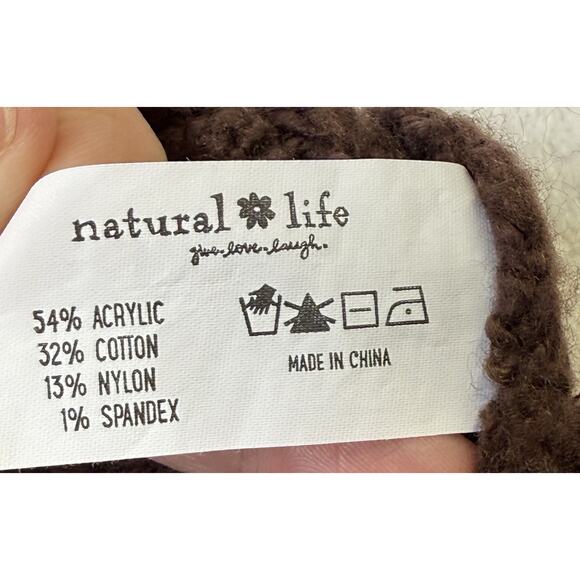 natural life
give.love.laugh.
54% ACRYLIC
32% COTTON
13% NYLON
1% SPANDEX
MADE IN CHINA